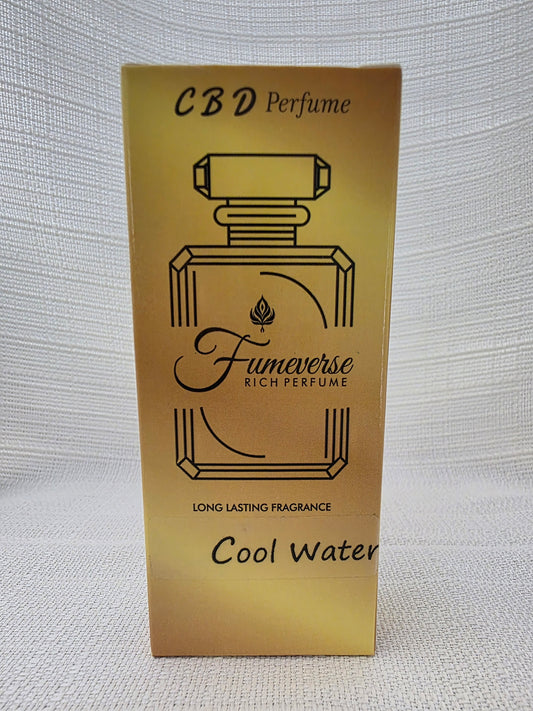 CBD Perfume
Fumeverse
RICH PERFUME
LONG LASTING FRAGRANCE
Cool Water